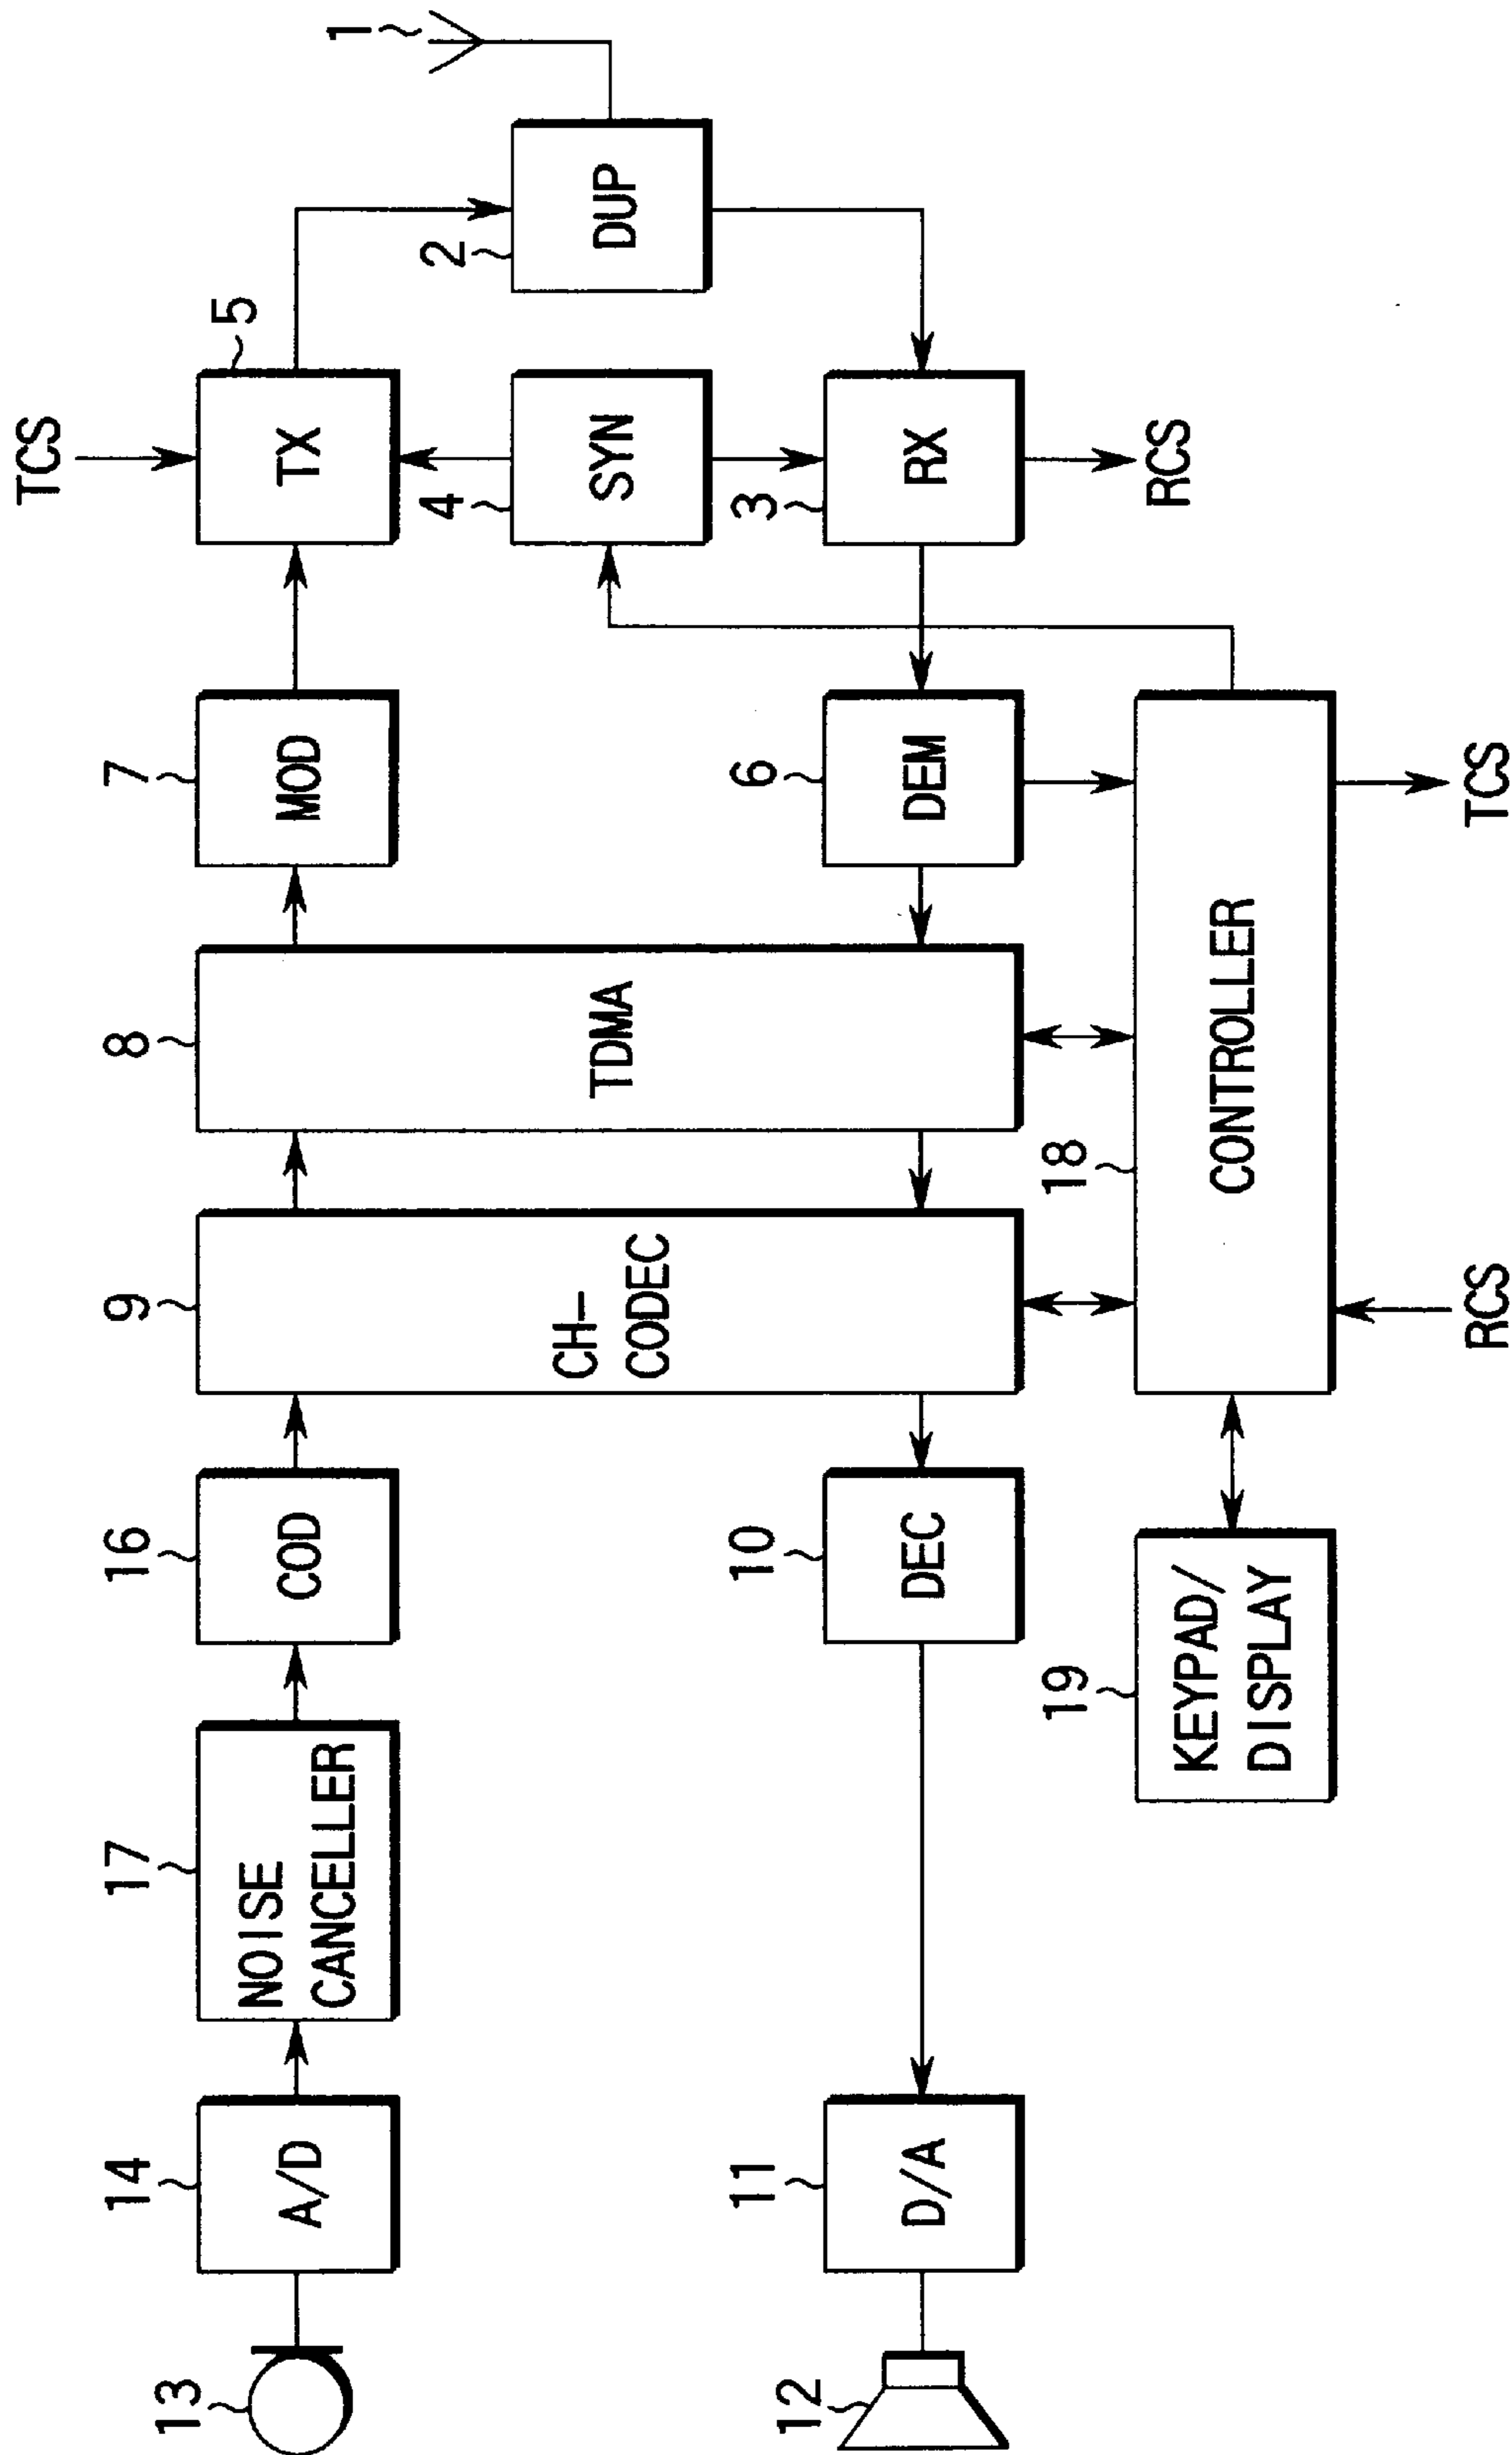 TCS
13
14
A/D
17
NOISE
CANCELLER
16
COD
9
CH-
CODEC
8
TDMA
7
MOD
TX
5
1
4
SYN
2
DUP
12
11
D/A
10
DEC
6
DEM
3
RX
RCS
19
KEYPAD/
DISPLAY
18
CONTROLLER
RCS
TCS